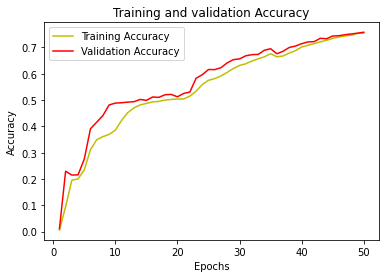 Training and validation Accuracy
Training Accuracy
Validation Accuracy
Accuracy
0.7
0.6
0.5
0.4
0.3
0.2
0.1
0.0
0 10 20 30 40 50
Epochs